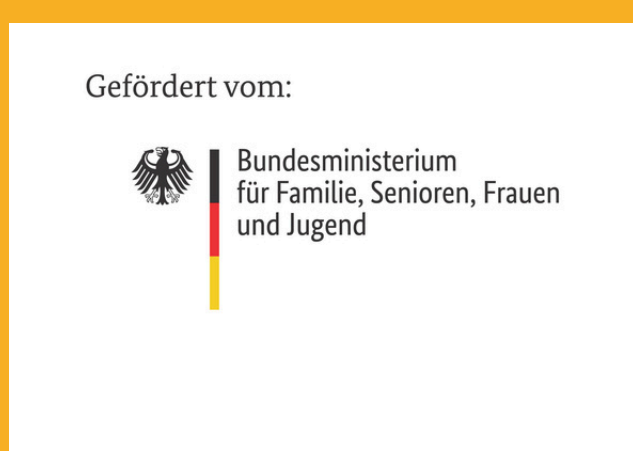 Gefördert vom:
Bundesministerium
für Familie, Senioren, Frauen
und Jugend